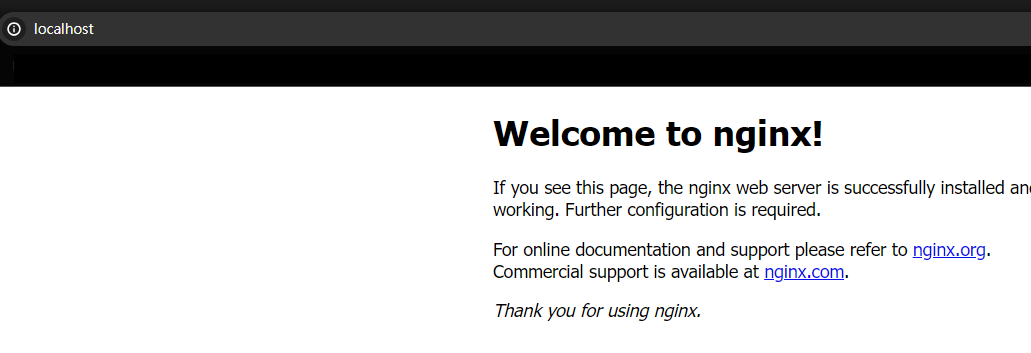 localhost
Welcome to nginx!
If you see this page, the nginx web server is successfully installed
working. Further configuration is required.
For online documentation and support please refer to nginx.org.
Commercial support is available at nginx.com.
Thank you for using nginx.